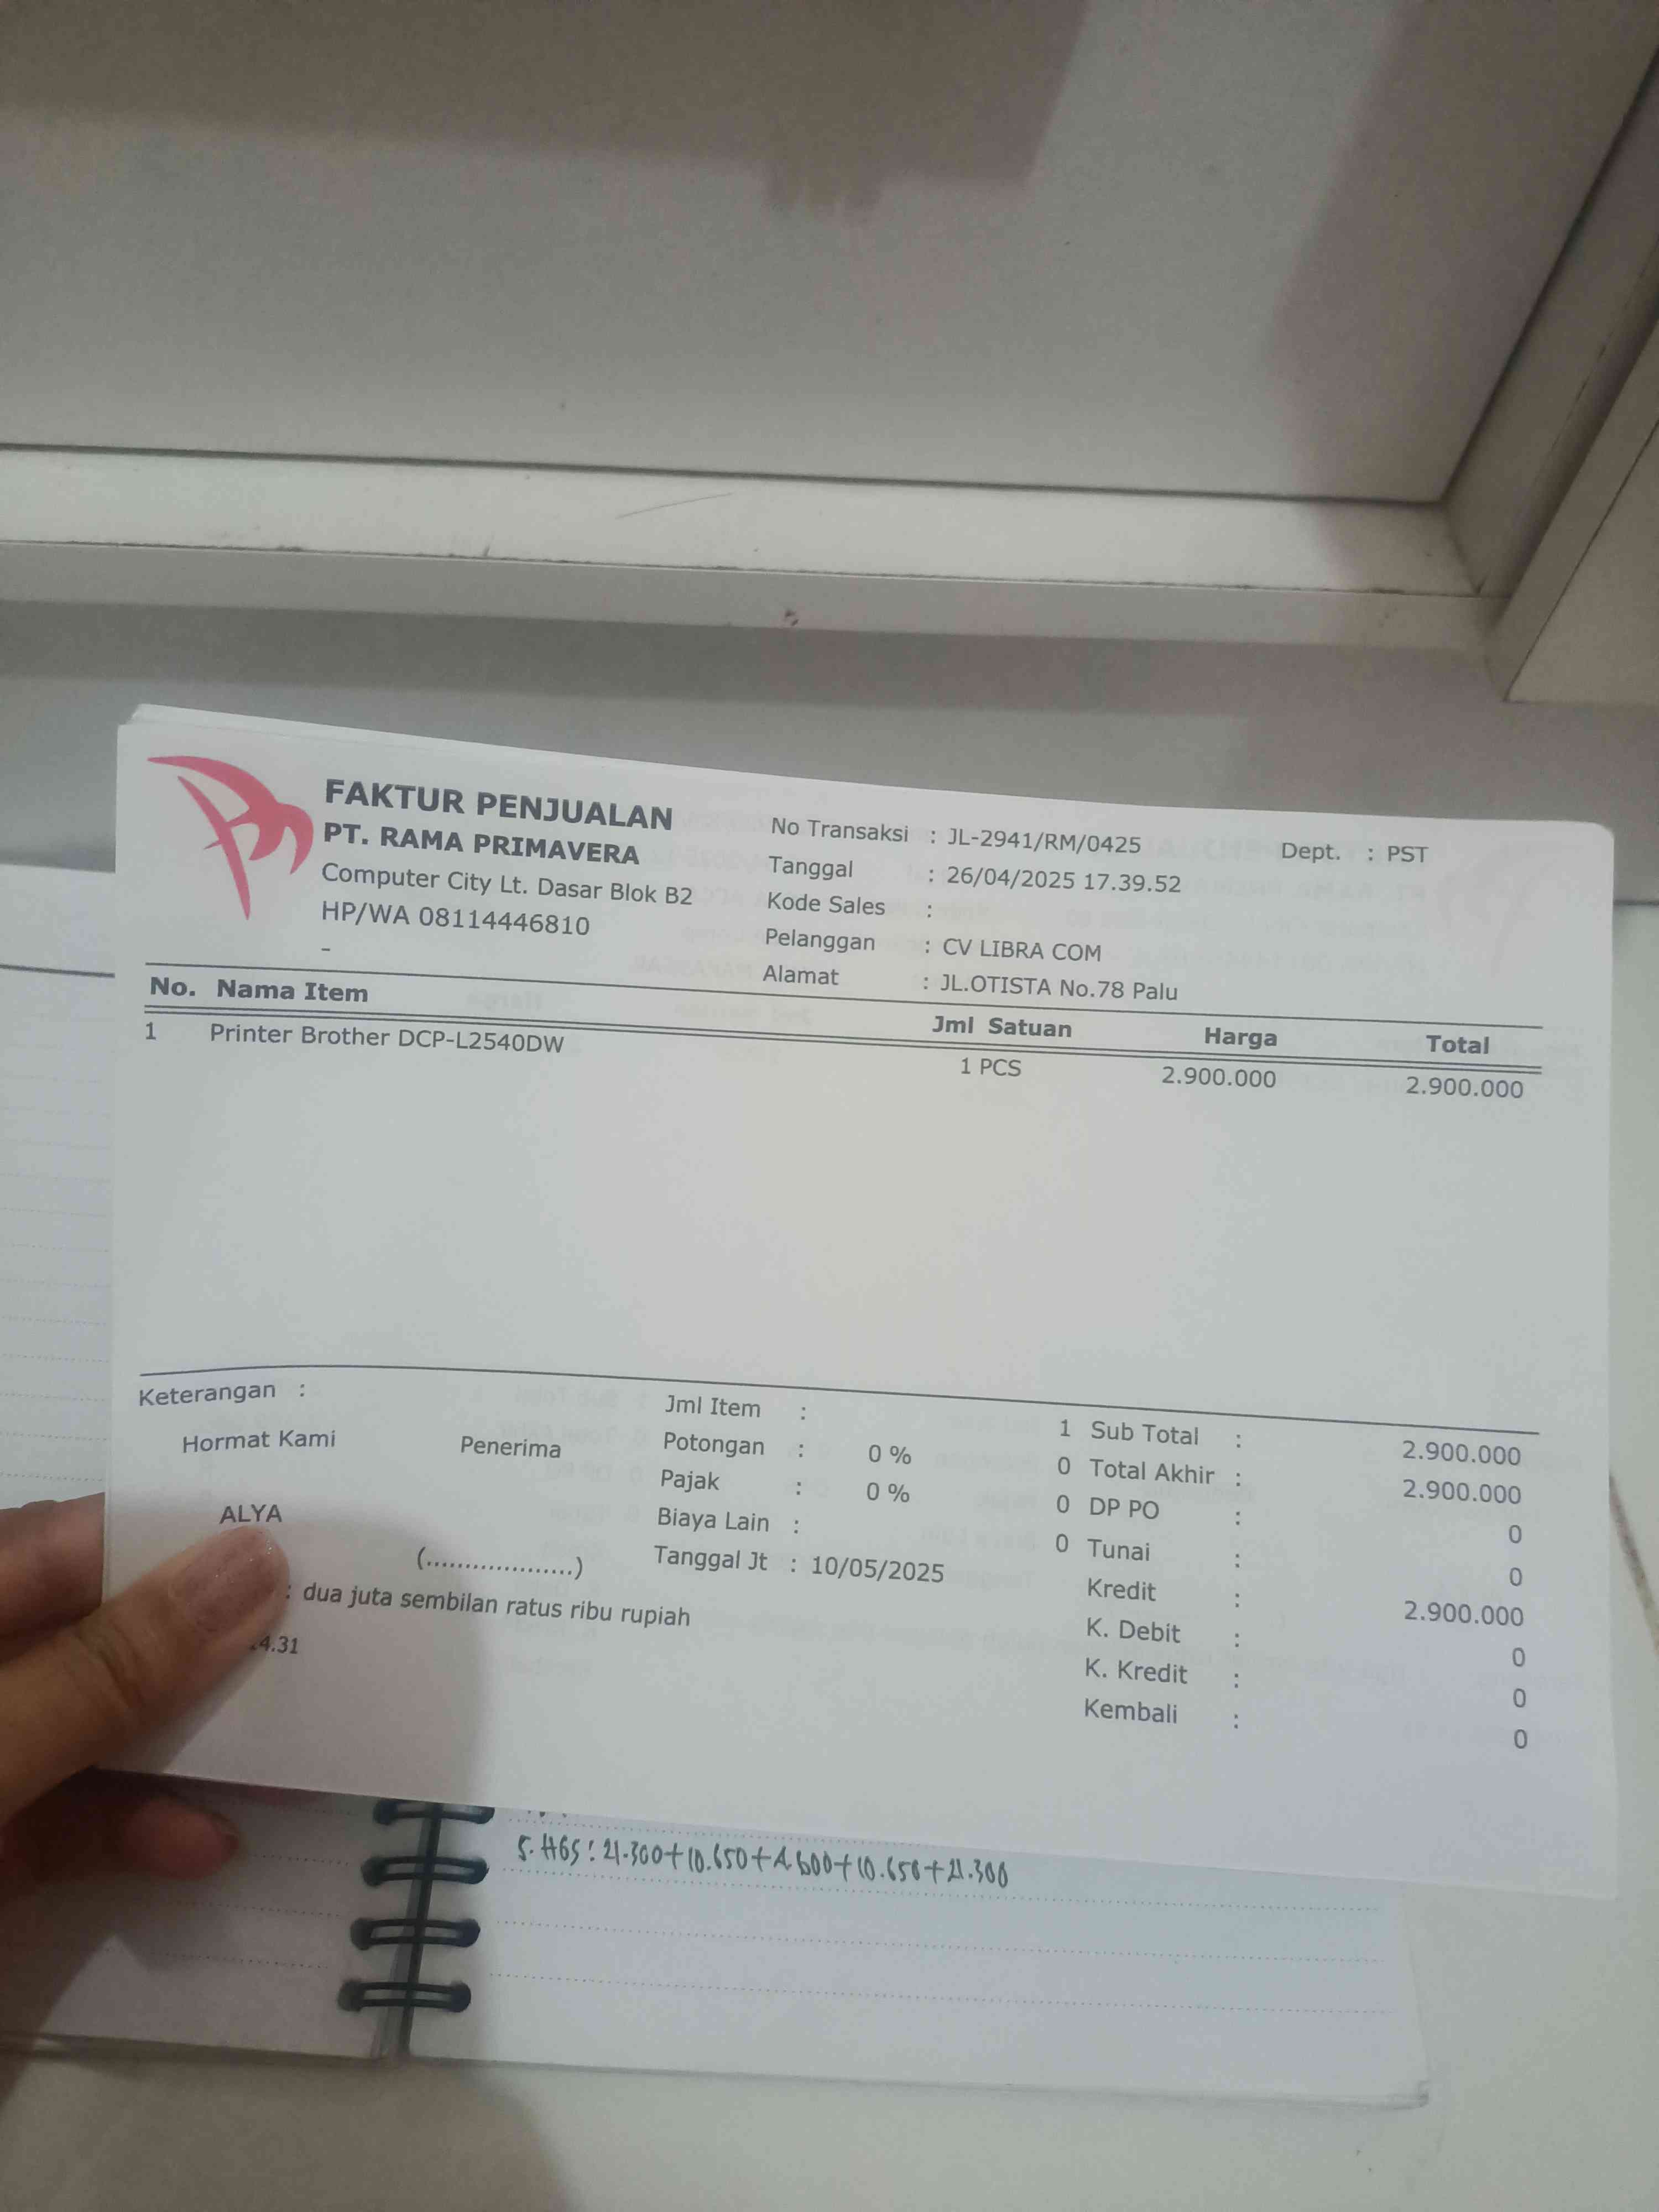 FAKTUR PENJUALAN
PT. RAMA PRIMAVERA
Computer City Lt. Dasar Blok B2
HP/WA 08114446810
-
No Transaksi : JL-2941/RM/0425 Dept. : PST
Tanggal : 26/04/2025 17.39.52
Kode Sales :
Pelanggan : CV LIBRA COM
Alamat : JL.OTISTA No.78 Palu
No. Nama Item Jml Satuan Harga Total
1 Printer Brother DCP-L2540DW 1 PCS 2.900.000 2.900.000
Keterangan :
Hormat Kami Penerima
ALYA
(...................)
: dua juta sembilan ratus ribu rupiah
4.31
Jml Item : 1
Potongan : 0 % 0
Pajak : 0 % 0
Biaya Lain : 0
Tanggal Jt : 10/05/2025
Sub Total : 2.900.000
Total Akhir : 2.900.000
DP PO : 0
Tunai : 0
Kredit : 2.900.000
K. Debit : 0
K. Kredit : 0
Kembali : 0
5. HGS : 21.300+10.650+4.600+10.650+21.300